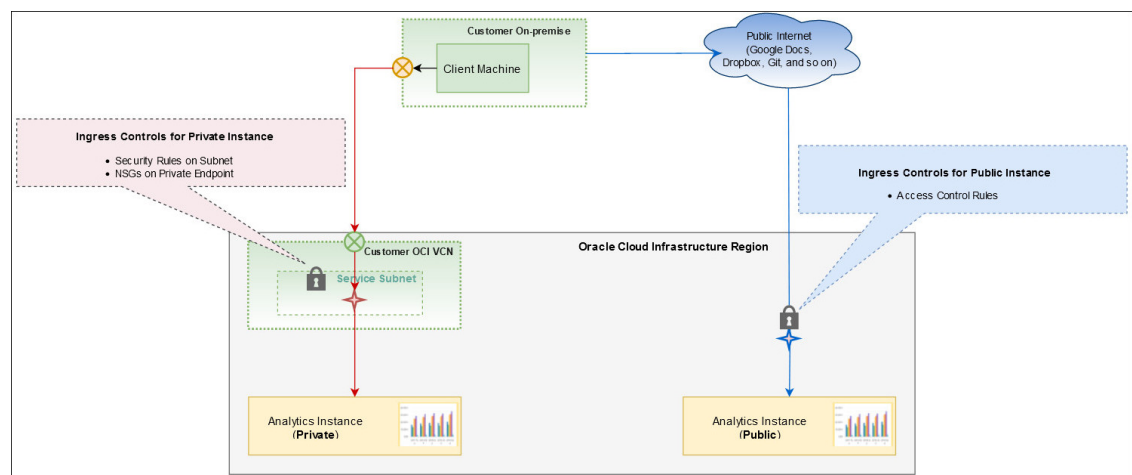 Customer On-premise
Client Machine
Public Internet
(Google Docs,
Dropbox, Git, and so on)
Ingress Controls for Private Instance
Security Rules on Subnet
NSGs on Private Endpoint
Ingress Controls for Public Instance
Access Control Rules
Oracle Cloud Infrastructure Region
Customer OCI VCN
Service Subnet
Analytics Instance
(Private)
Analytics Instance
(Public)